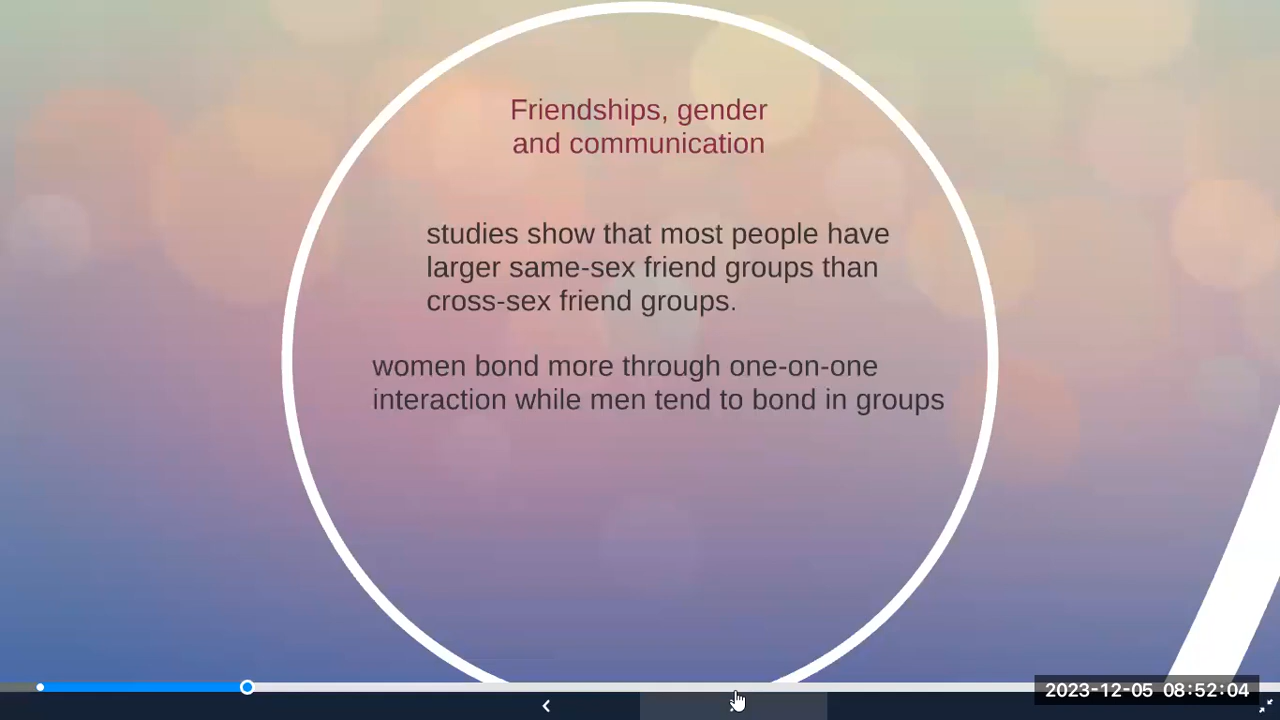 Friendships, gender
and communication
studies show that most people have
larger same-sex friend groups than
cross-sex friend groups.
women bond more through one-on-one
interaction while men tend to bond in groups
2023-12-05 08:52:04